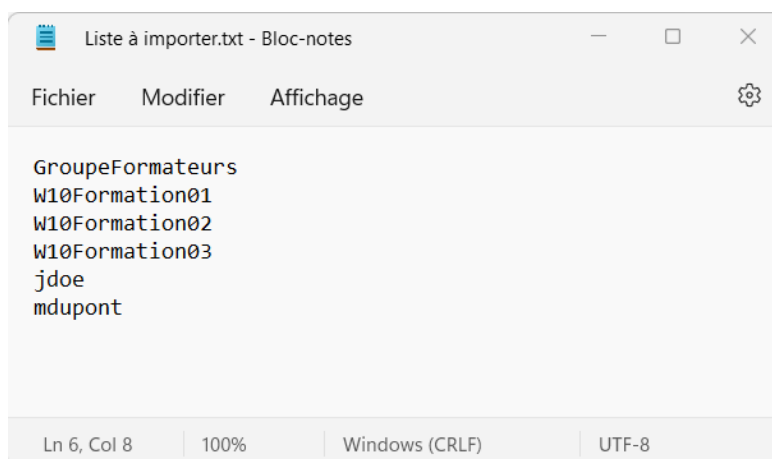 Liste à importer.txt - Bloc-notes
Fichier Modifier Affichage
GroupeFormateurs
W10Formation01
W10Formation02
W10Formation03
jdoe
mdupont
Ln 6, Col 8 100% Windows (CRLF) UTF-8